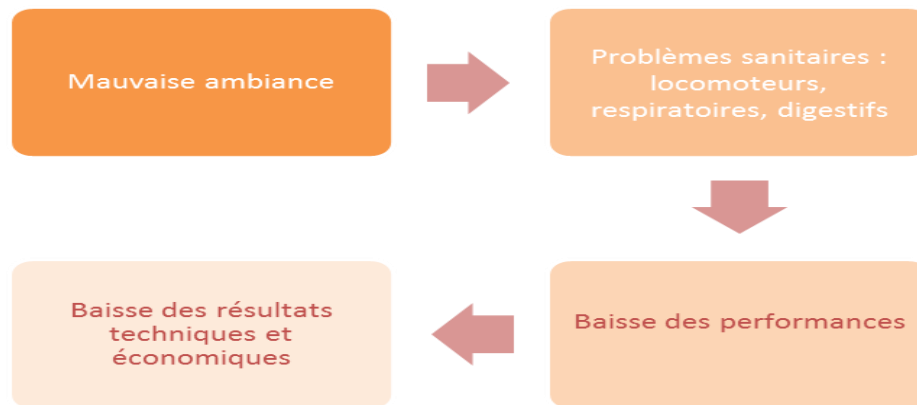 Mauvaise ambiance
Problèmes sanitaires :
locomoteurs,
respiratoires, digestifs
Baisse des performances
Baisse des résultats
techniques et
économiques